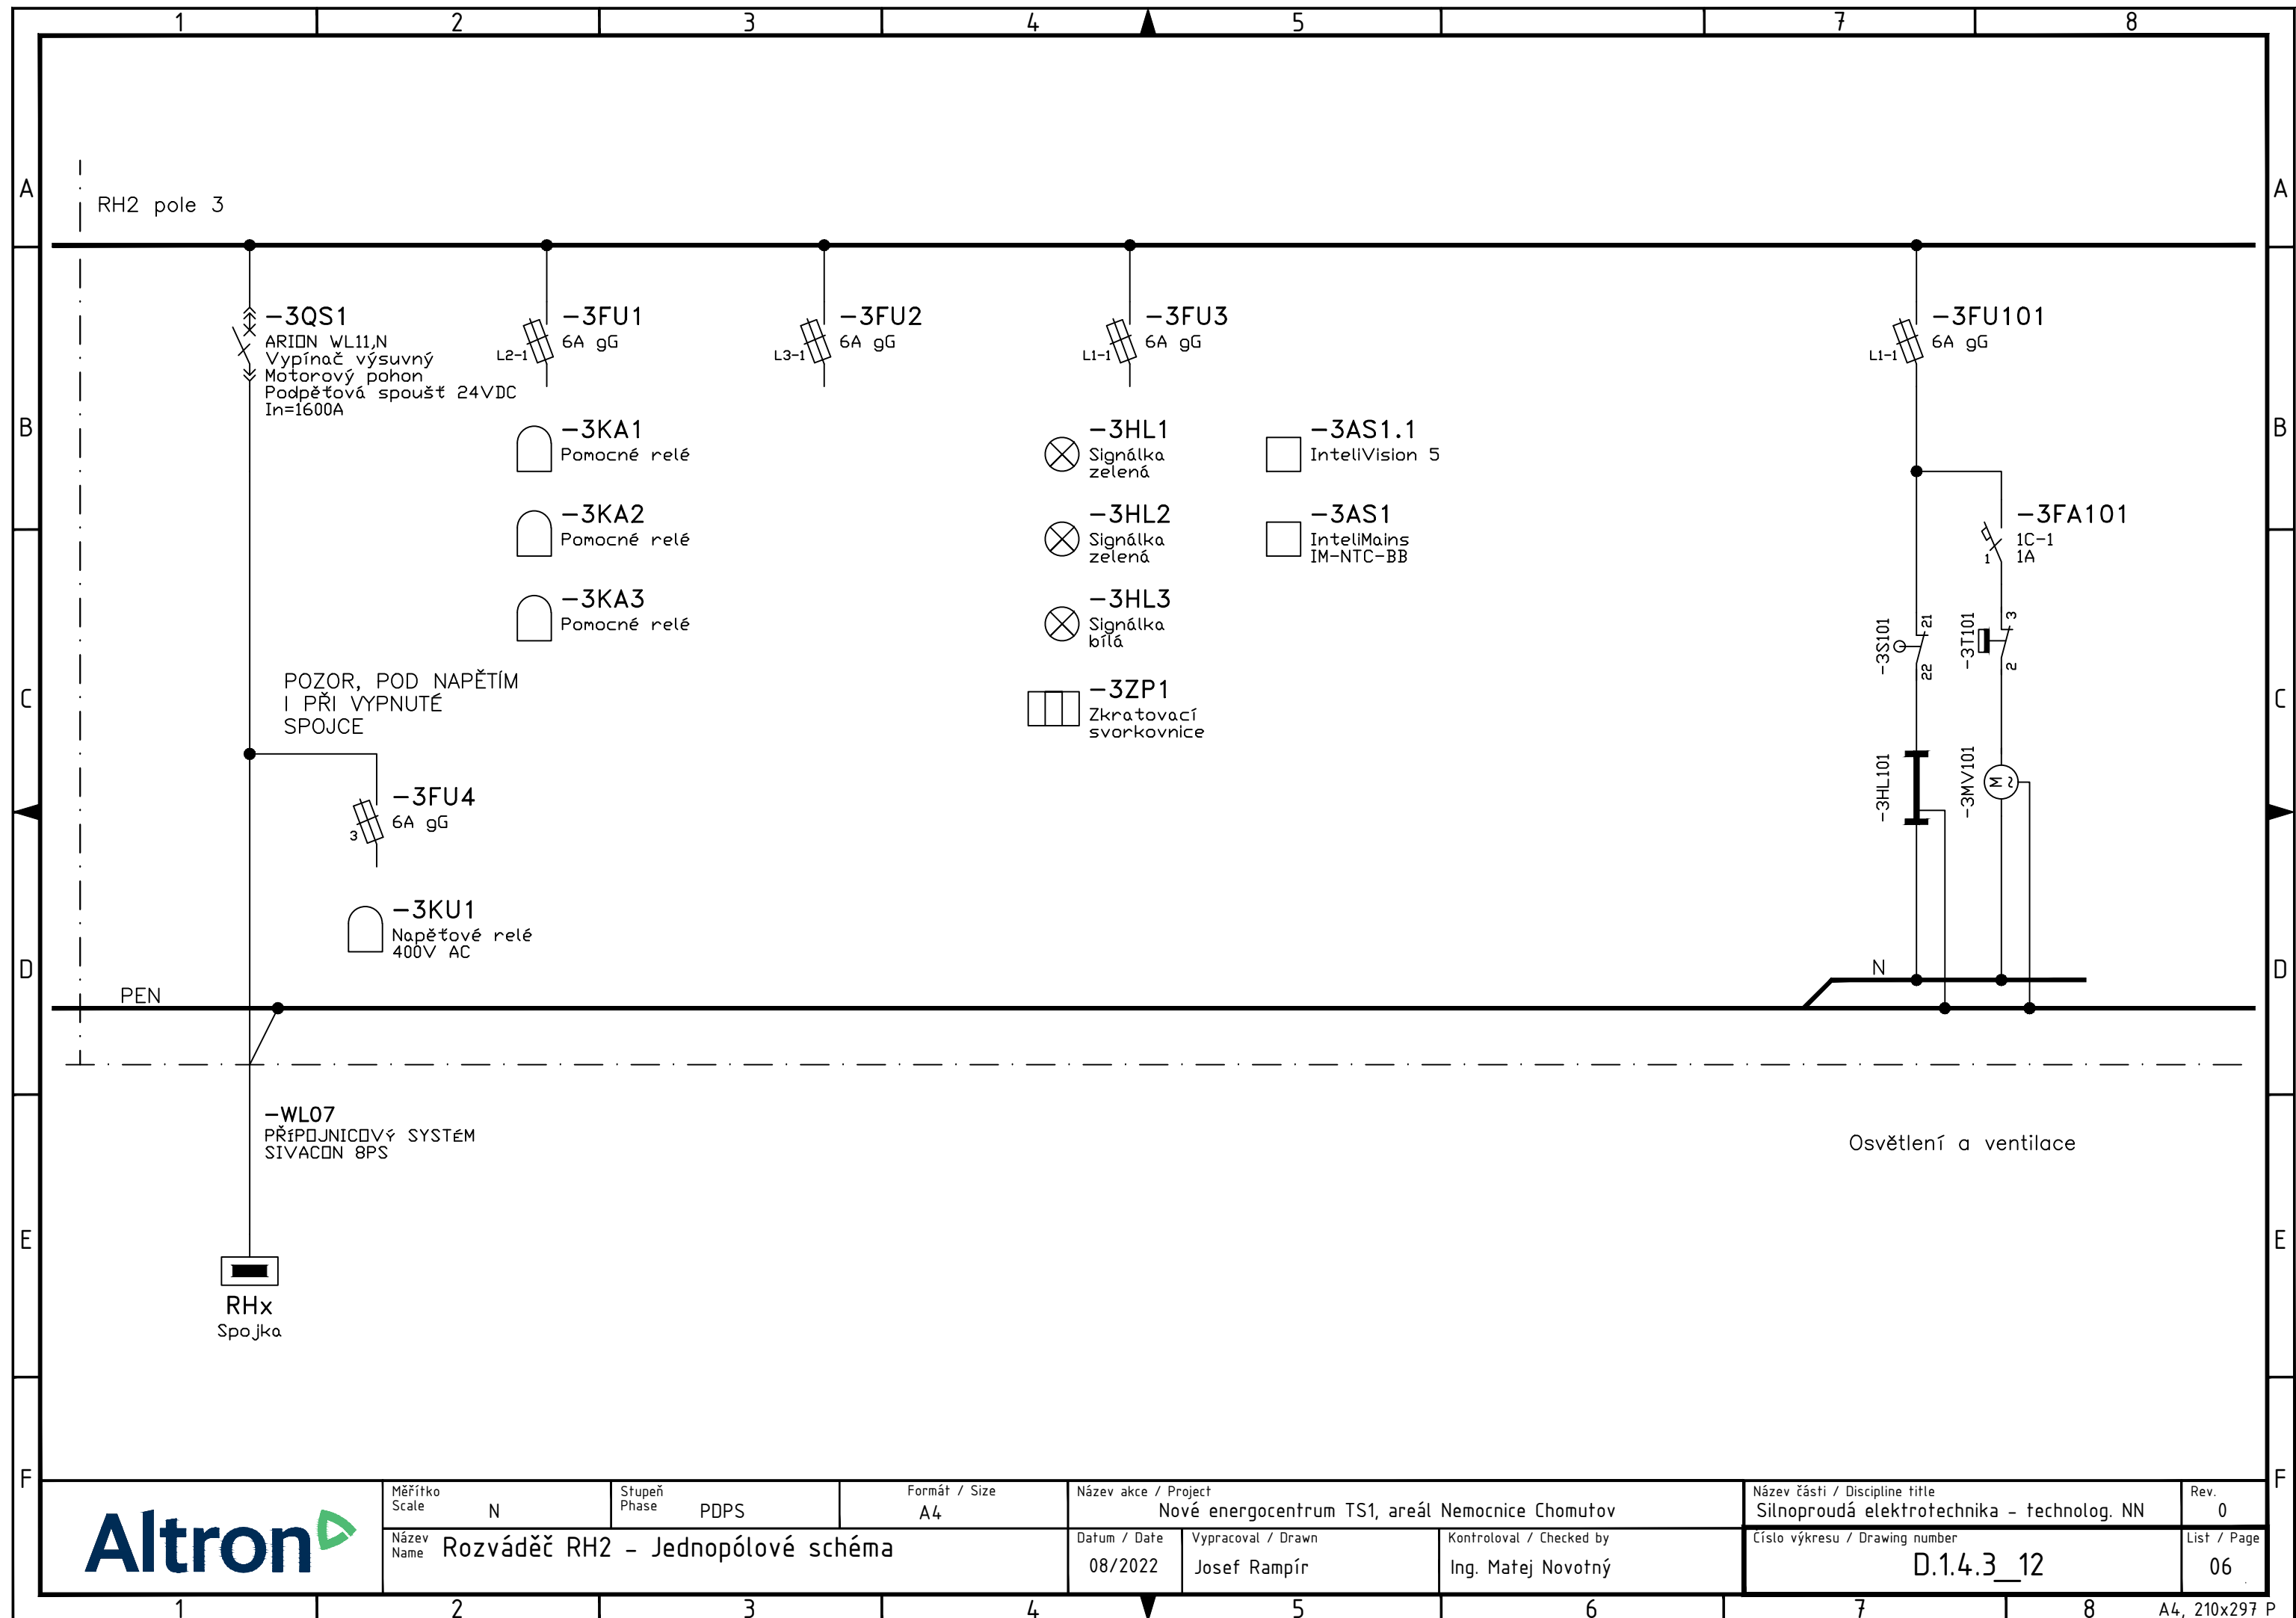 1 2 3 4 5 7 8
A A
RH2 pole 3
-3QS1
ARION WL11,N
Vypínač výsuvný
Motorový pohon
Podpěťová spoušť 24VDC
In=1600A
L2-1
-3FU1
6A gG
L3-1
-3FU2
6A gG
L1-1
-3FU3
6A gG
L1-1
-3FU101
6A gG
B B
-3KA1
Pomocné relé
-3KA2
Pomocné relé
-3KA3
Pomocné relé
-3HL1
Signálka
zelená
-3HL2
Signálka
zelená
-3HL3
Signálka
bílá
-3ZP1
Zkratovací
svorkovnice
-3AS1.1
InteliVision 5
-3AS1
InteliMains
IM-NTC-BB
-3FA101
1C-1
1A
1
-3S101
21
22
-3T101
3
2
C C
POZOR, POD NAPĚTÍM
I PŘI VYPNUTÉ
SPOJCE
-3HL101
-3MV101
M ~
3
-3FU4
6A gG
-3KU1
Napěťové relé
400V AC
D D
N
PEN
-WL07
PŘÍPOJNICOVÝ SYSTÉM
SIVACON 8PS
Osvětlení a ventilace
E E
RHx
Spojka
F F
Altron
Měřítko
Scale
N
Stupeň
Phase
PDPS
Formát / Size
A4
Název akce / Project
Nové energocentrum TS1, areál Nemocnice Chomutov
Název části / Discipline title
Silnoproudá elektrotechnika - technolog. NN
Rev.
0
Název
Name
Rozváděč RH2 - Jednopólové schéma
Datum / Date
08/2022
Vypracoval / Drawn
Josef Rampír
Kontroloval / Checked by
Ing. Matej Novotný
Číslo výkresu / Drawing number
D.1.4.3__12
List / Page
06
1 2 3 4 5 6 7 8
A4, 210x297 P